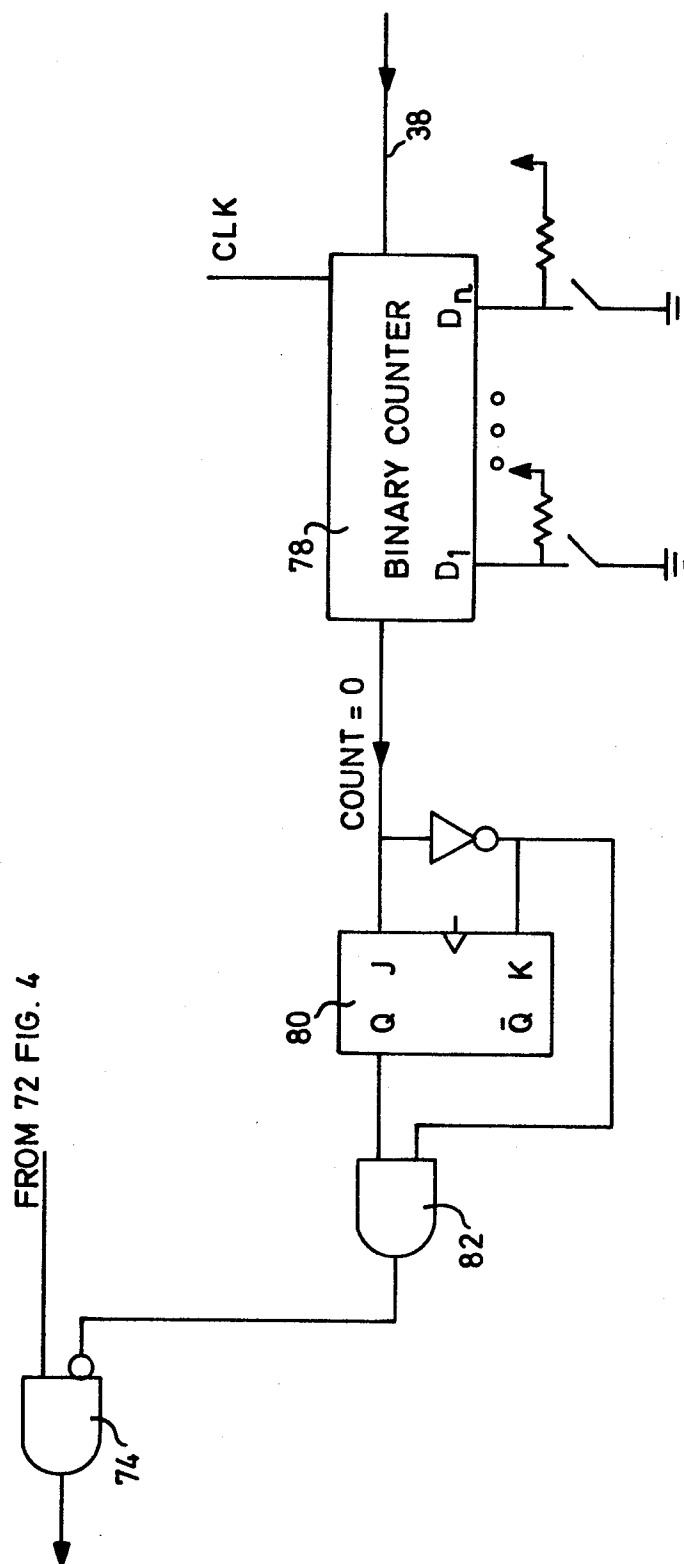 FROM 72 FIG. 4
74
82
80
Q J
Q̄ K
COUNT = 0
78
BINARY COUNTER
D1 Dn
CLK
38